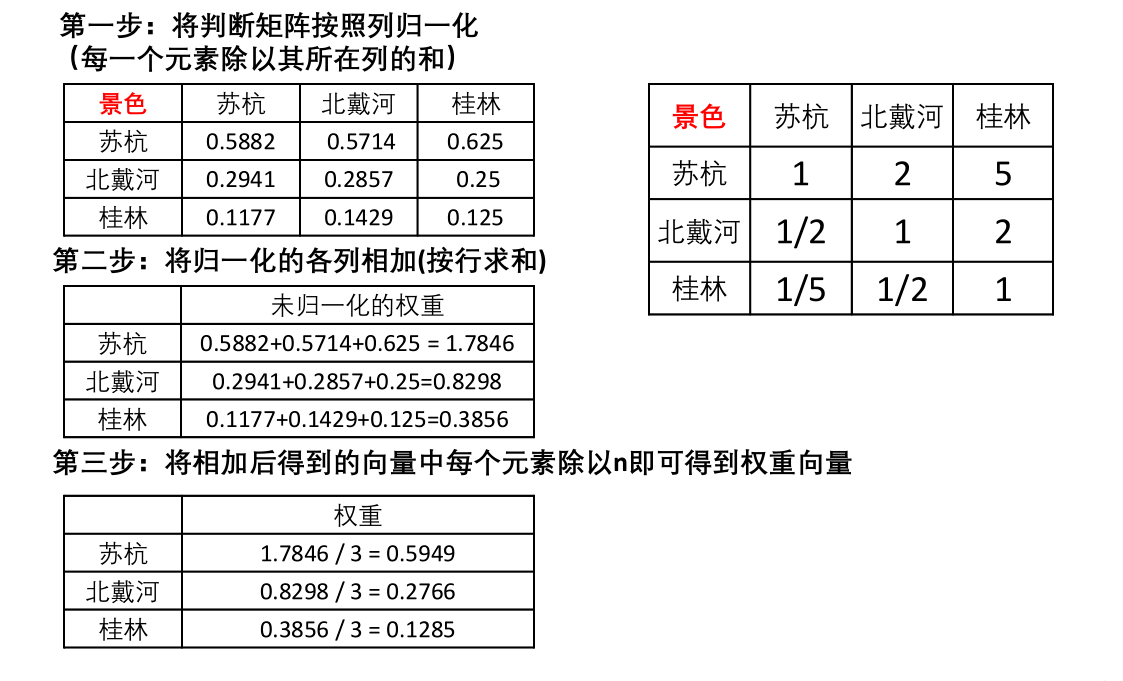 第一步：将判断矩阵按照列归一化
（每一个元素除以其所在列的和）
景色 苏杭 北戴河 桂林
苏杭 0.5882 0.5714 0.625
北戴河 0.2941 0.2857 0.25
桂林 0.1177 0.1429 0.125
景色 苏杭 北戴河 桂林
苏杭 1 2 5
北戴河 1/2 1 2
桂林 1/5 1/2 1
第二步：将归一化的各列相加(按行求和)
未归一化的权重
苏杭 0.5882+0.5714+0.625 = 1.7846
北戴河 0.2941+0.2857+0.25=0.8298
桂林 0.1177+0.1429+0.125=0.3856
第三步：将相加后得到的向量中每个元素除以n即可得到权重向量
权重
苏杭 1.7846 / 3 = 0.5949
北戴河 0.8298 / 3 = 0.2766
桂林 0.3856 / 3 = 0.1285